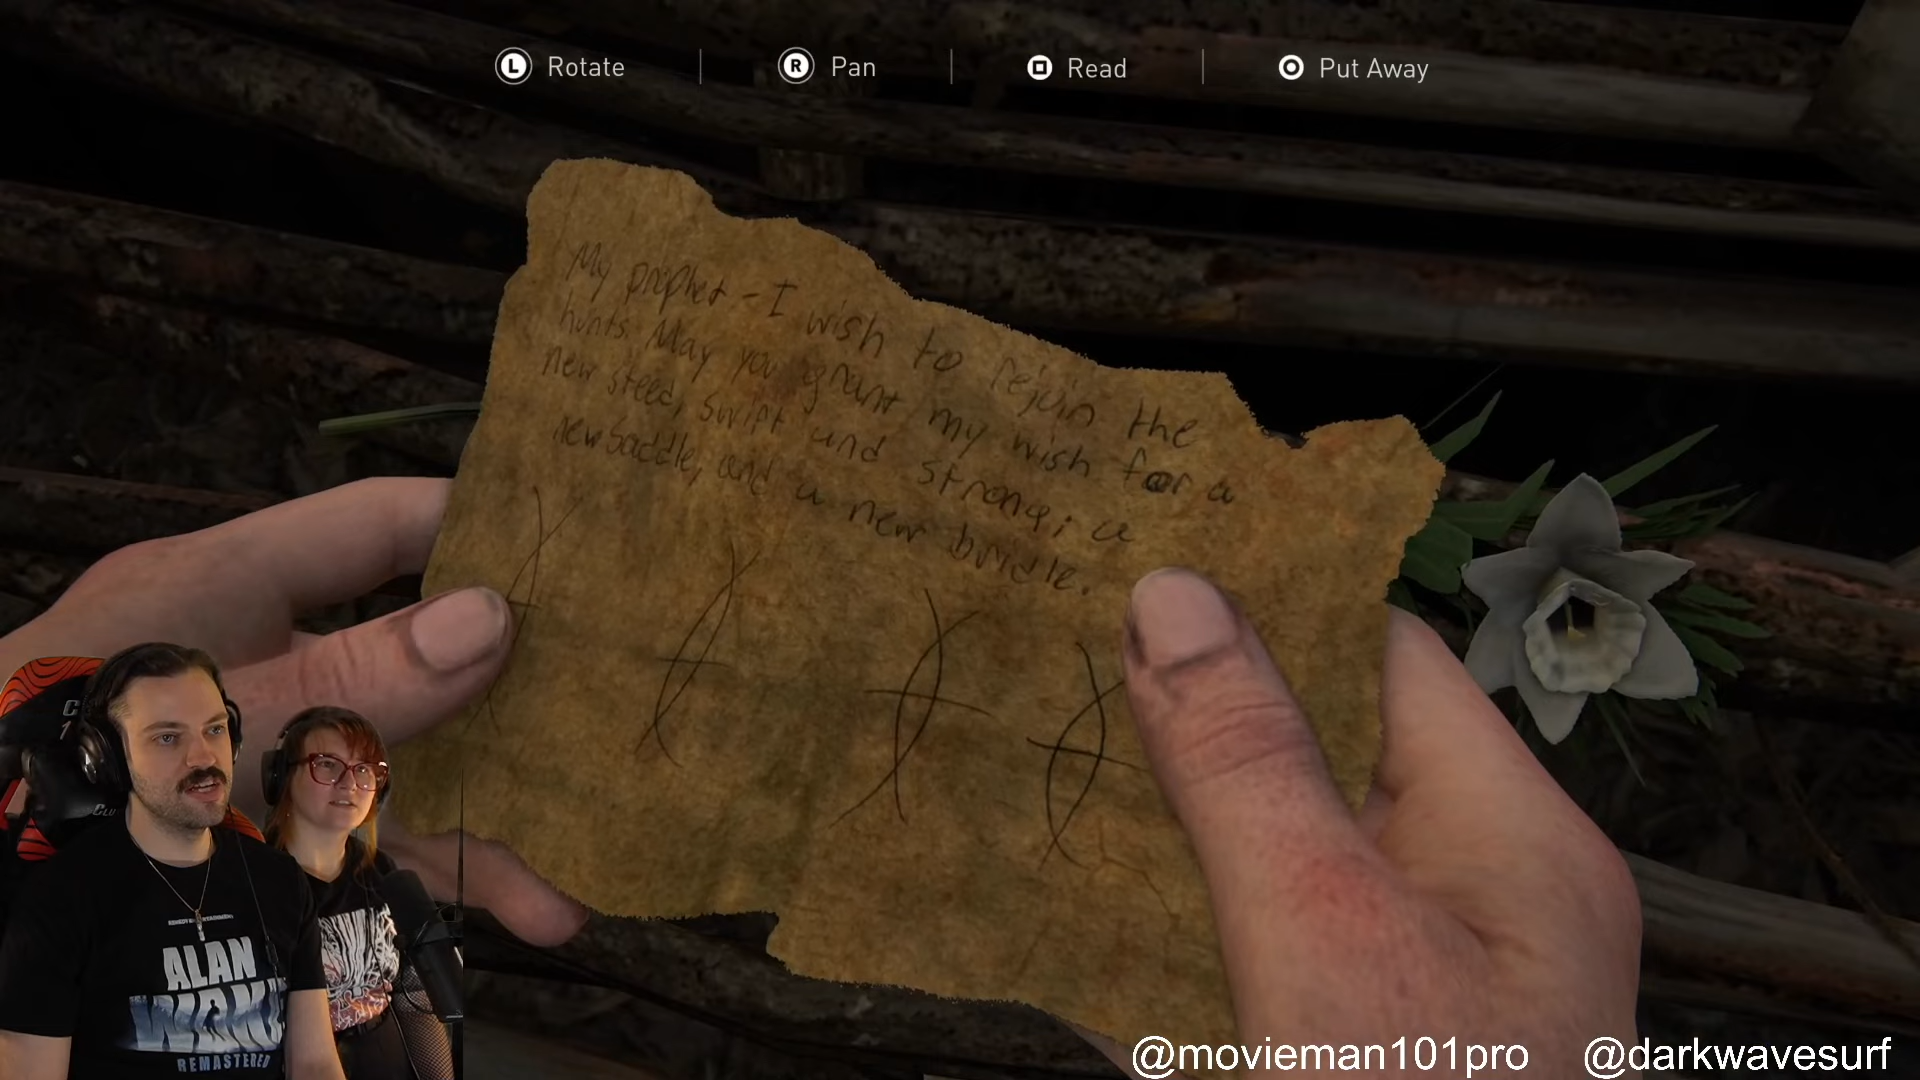 Rotate
Pan
Read
Put Away
My prophet - I wish to rejoin the
hunts. May you grant my wish for a
new steed, swift and strong; a
new saddle, and a new bridle.
ALAN
WAKE
REMASTERED
@movieman101pro
@darkwavesurf